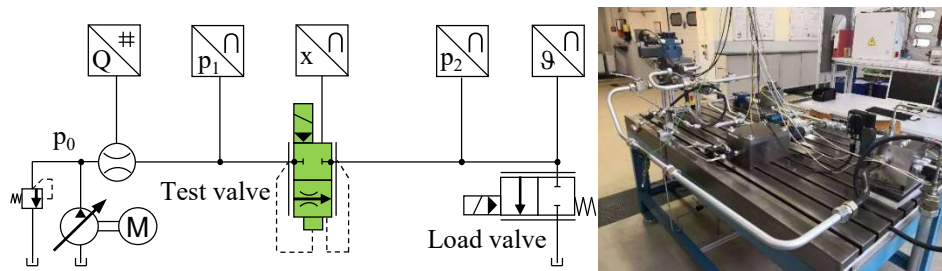 Q #
p1 ∩
x ∩
p2 ∩
ϑ ∩
p0
Test valve
M
Load valve